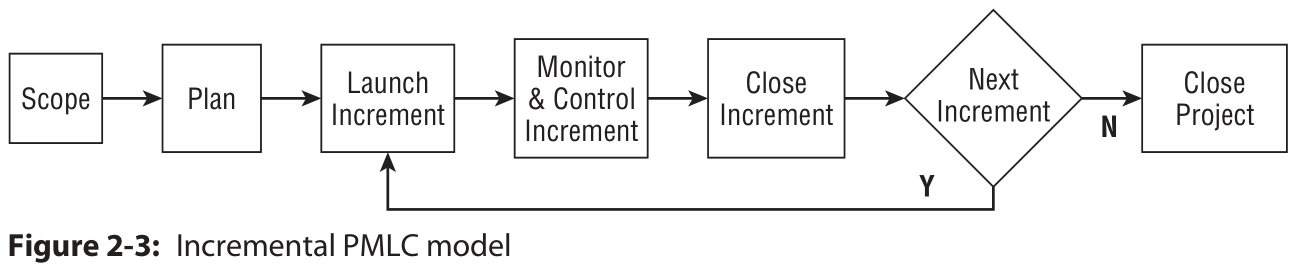 Scope
Plan
Launch
Increment
Monitor
& Control
Increment
Close
Increment
Next
Increment
N
Close
Project
Y
Figure 2-3: Incremental PMLC model